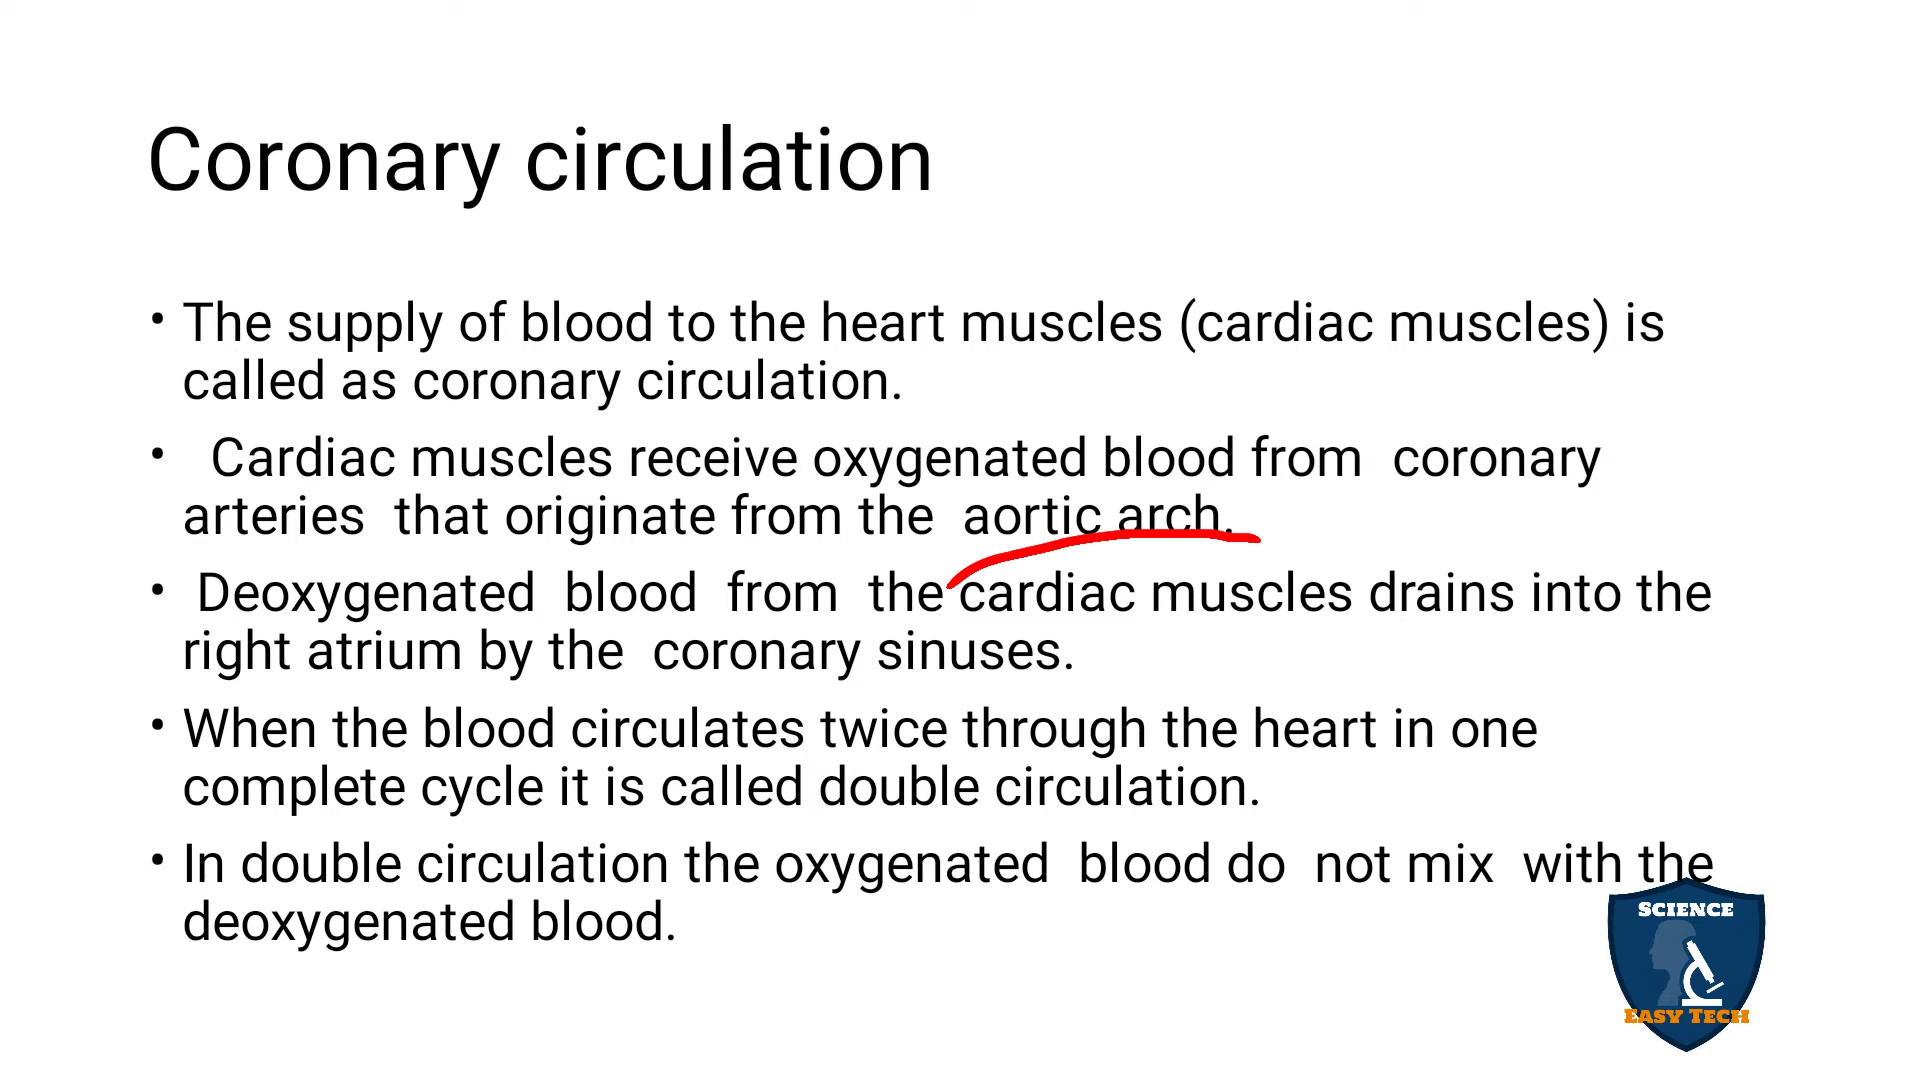 Coronary circulation
• The supply of blood to the heart muscles (cardiac muscles) is
called as coronary circulation.
• Cardiac muscles receive oxygenated blood from coronary
arteries that originate from the aortic arch.
• Deoxygenated blood from the cardiac muscles drains into the
right atrium by the coronary sinuses.
• When the blood circulates twice through the heart in one
complete cycle it is called double circulation.
• In double circulation the oxygenated blood do not mix with the
deoxygenated blood.
SCIENCE
EASY TECH